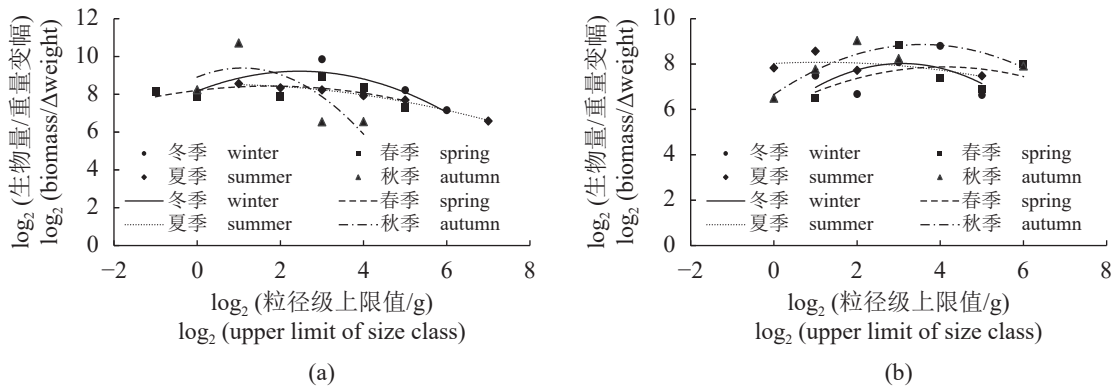 (a)
log₂ (生物量/重量变幅)
log₂ (biomass/Δweight)
12
10
8
6
4
2
0
冬季 winter 春季 spring
夏季 summer 秋季 autumn
冬季 winter 春季 spring
夏季 summer 秋季 autumn
−2 0 2 4 6 8
log₂ (粒径级上限值/g)
log₂ (upper limit of size class)
(a)
(b)
log₂ (生物量/重量变幅)
log₂ (biomass/Δweight)
10
8
6
4
2
0
冬季 winter 春季 spring
夏季 summer 秋季 autumn
冬季 winter 春季 spring
夏季 summer 秋季 autumn
−2 0 2 4 6 8
log₂ (粒径级上限值/g)
log₂ (upper limit of size class)
(b)